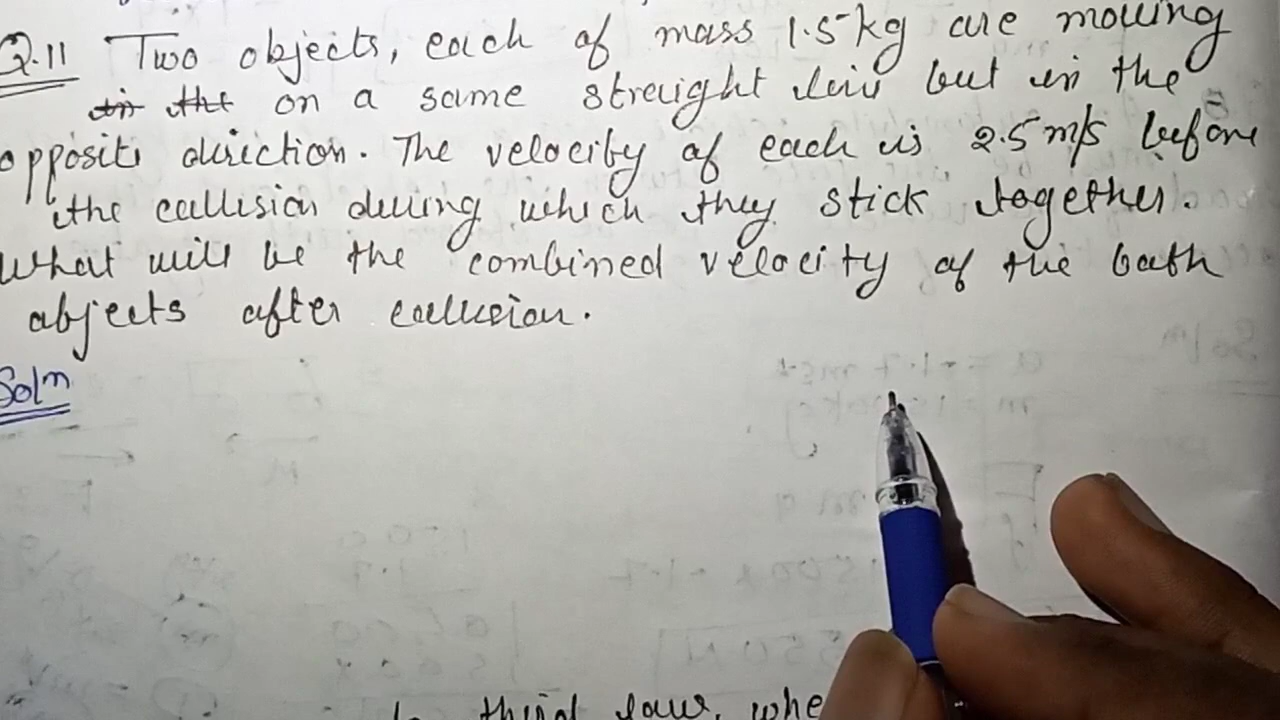 Q.11 Two objects, each of mass 1.5 kg are moving
in the on a same straight line but in the
opposite direction. The velocity of each is 2.5 m/s before
the collision during which they stick together.
What will be the combined velocity of the both
objects after collision.
Soln
third law, whe